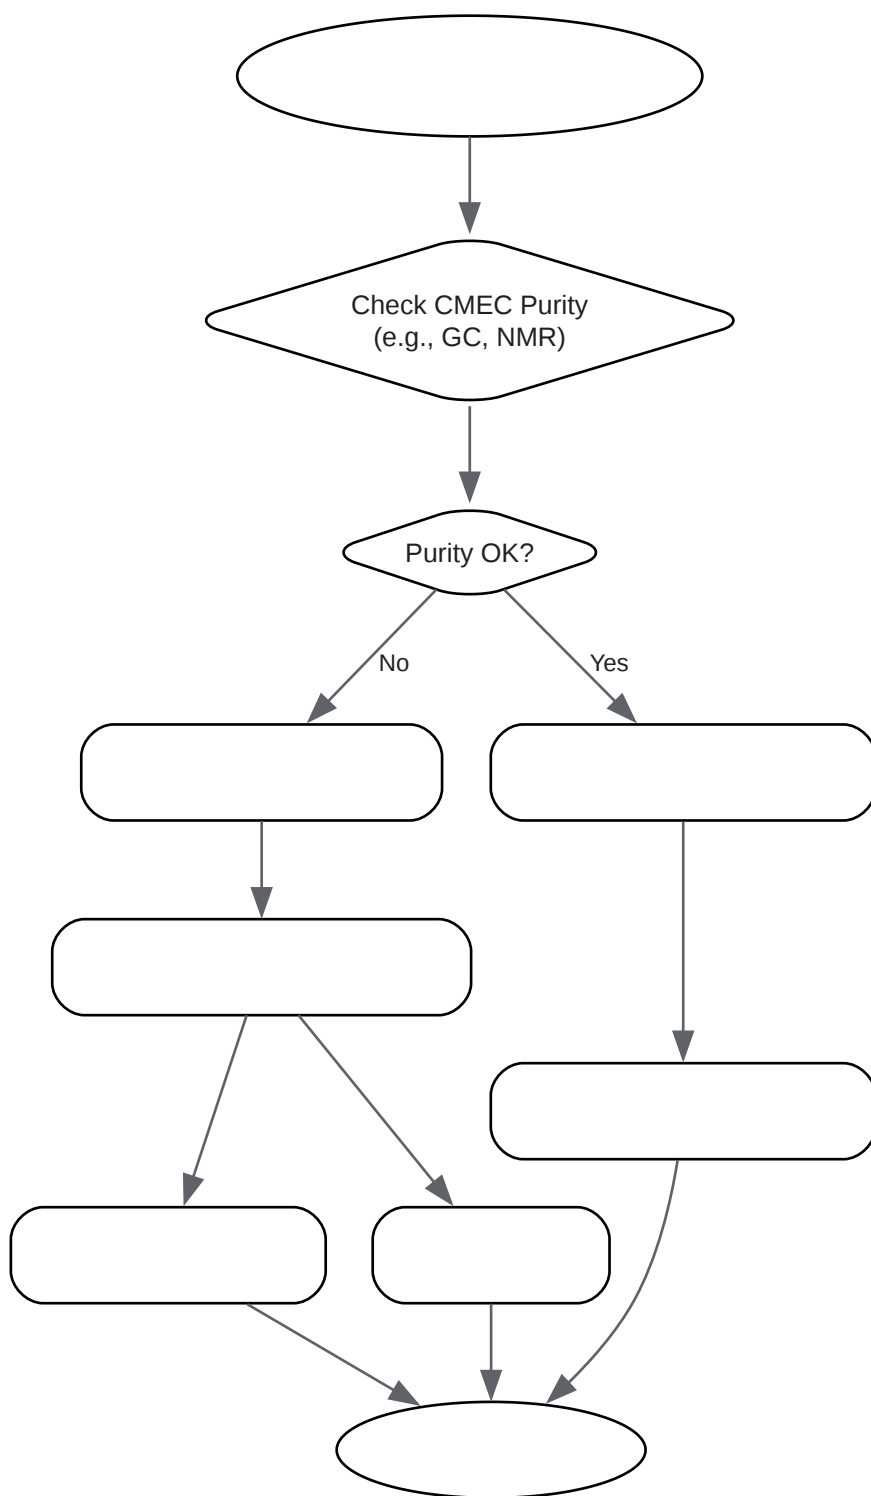 Check CMEC Purity
(e.g., GC, NMR)
Purity OK?
No
Yes